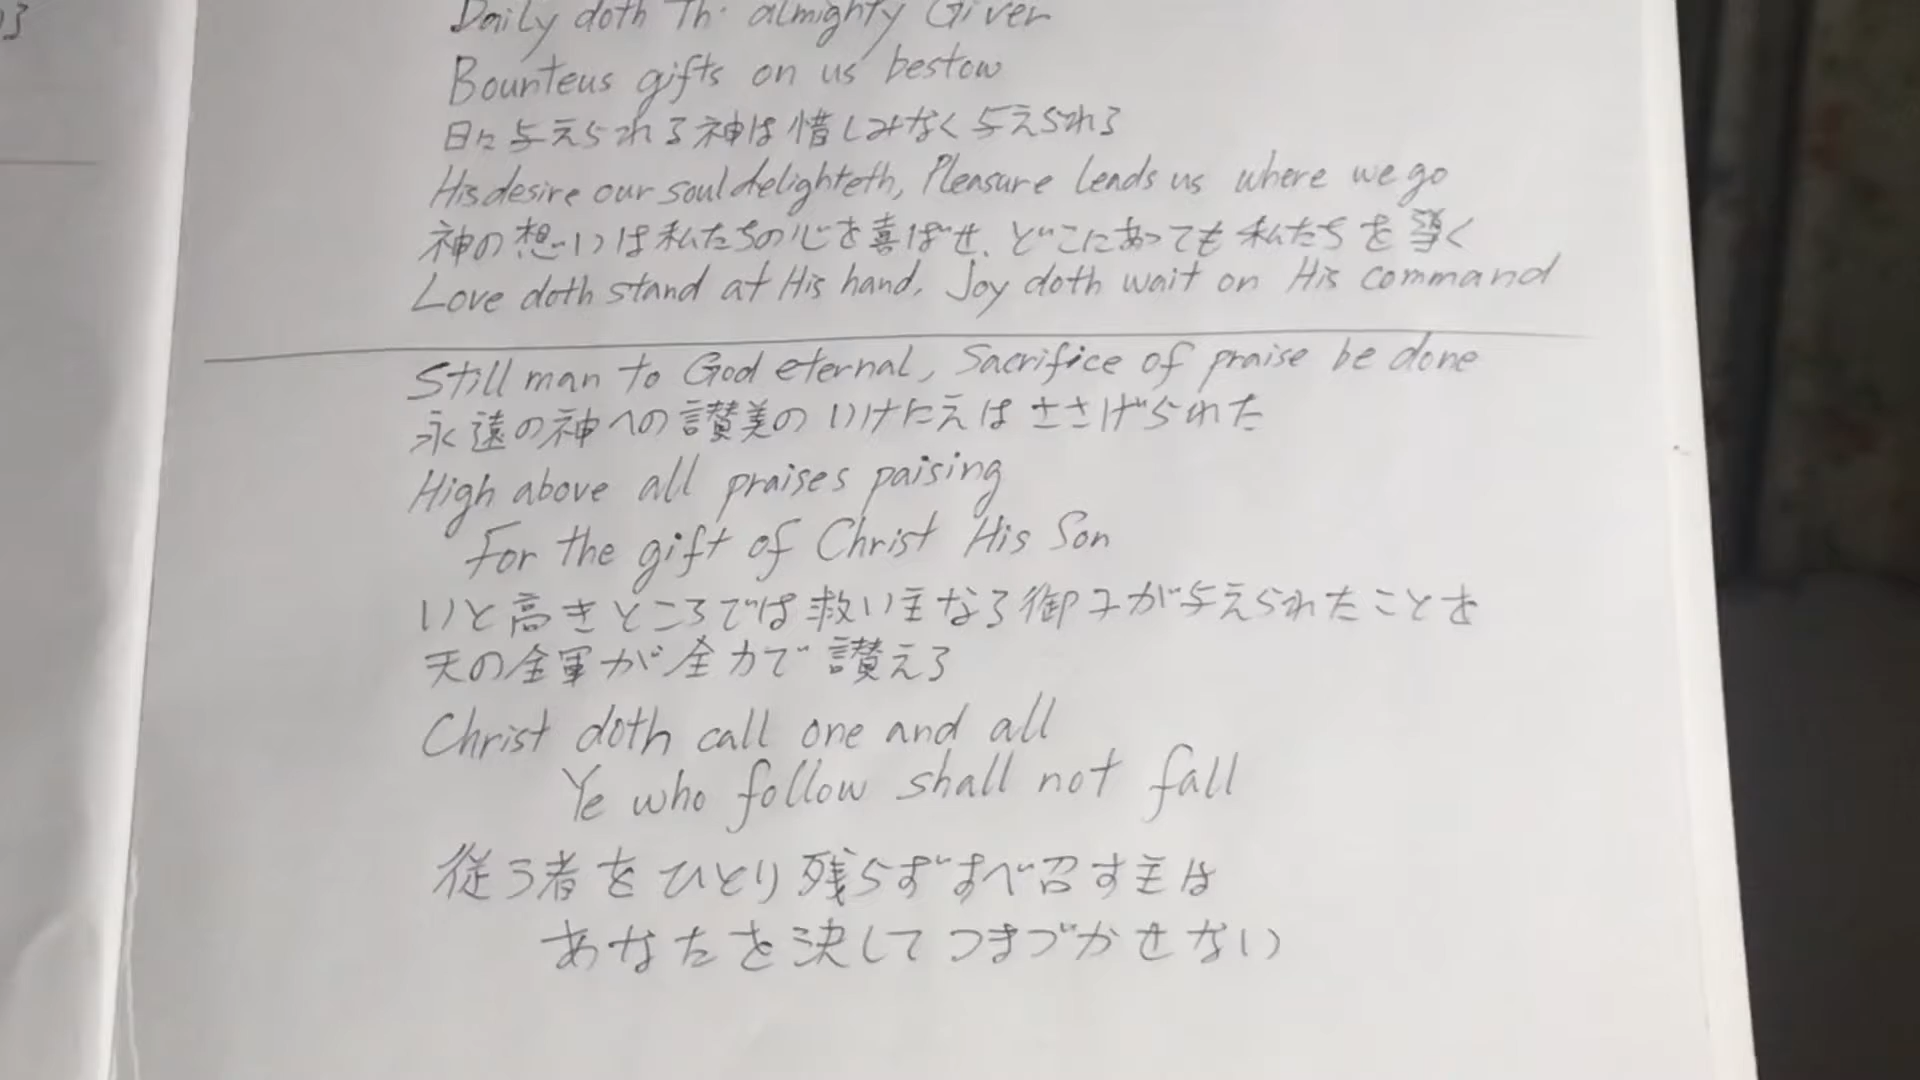 Daily doth Th. almighty Giver
Bounteus gifts on us bestow
日々与えられる神は惜しみなく与えられる
His desire our soul delighteth, Pleasure leads us where we go
神の想いは私たちの心を喜ばせ、どこにあっても私たちを導く
Love doth stand at His hand. Joy doth wait on His command
Still man to God eternal, Sacrifice of praise be done
永遠の神への讃美のいけにえはささげられた
High above all praises paising
For the gift of Christ His Son
いと高きところでは救い主なる御子が与えられたことを
天の全軍が全力で讃える
Christ doth call one and all
Ye who follow shall not fall
従う者をひとり残らずすべ召す主は
あなたを決してつまづかせない